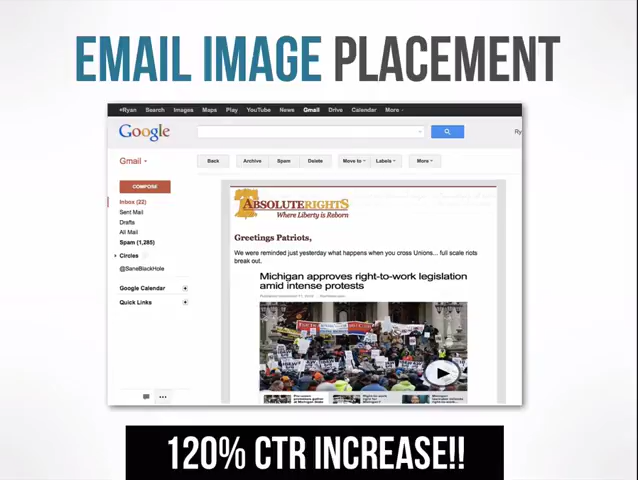 EMAIL IMAGE PLACEMENT
+Ryan Search Images Maps Play YouTube News Gmail Drive Calendar More
Google
Ry
Gmail
Back Archive Spam Delete Move to Labels More
COMPOSE
Inbox (22)
Sent Mail
Drafts
All Mail
Spam (1,285)
Circles
@SaneBlackHole
Google Calendar
Quick Links
ABSOLUTERIGHTS
Where Liberty is Reborn
Greetings Patriots,
We were reminded just yesterday what happens when you cross Unions... full scale riots
break out.
Michigan approves right-to-work legislation
amid intense protests
120% CTR INCREASE!!